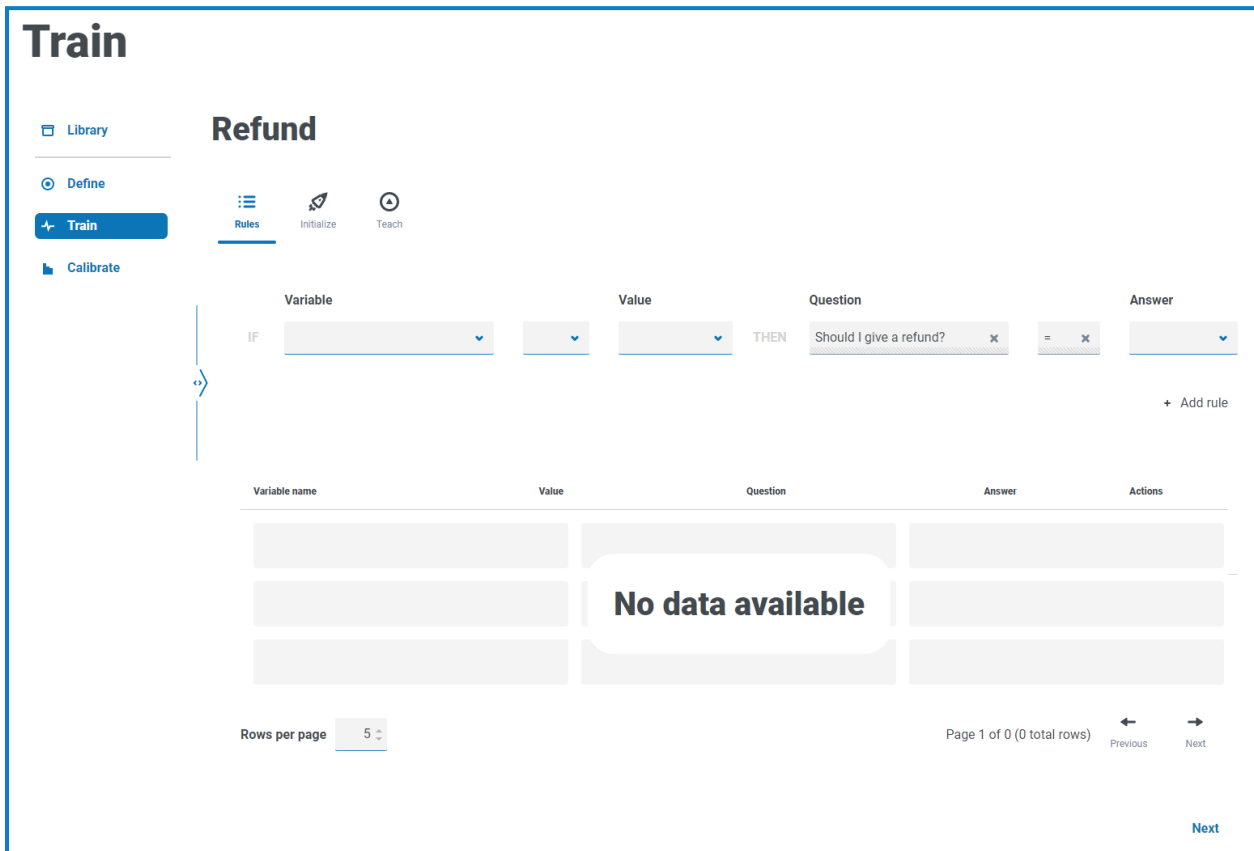 Train
Library
Define
Train
Calibrate
Refund
Rules Initialize Teach
Variable Value Question Answer
IF THEN Should I give a refund? =
+ Add rule
Variable name Value Question Answer Actions
No data available
Rows per page 5 Page 1 of 0 (0 total rows) Previous Next
Next